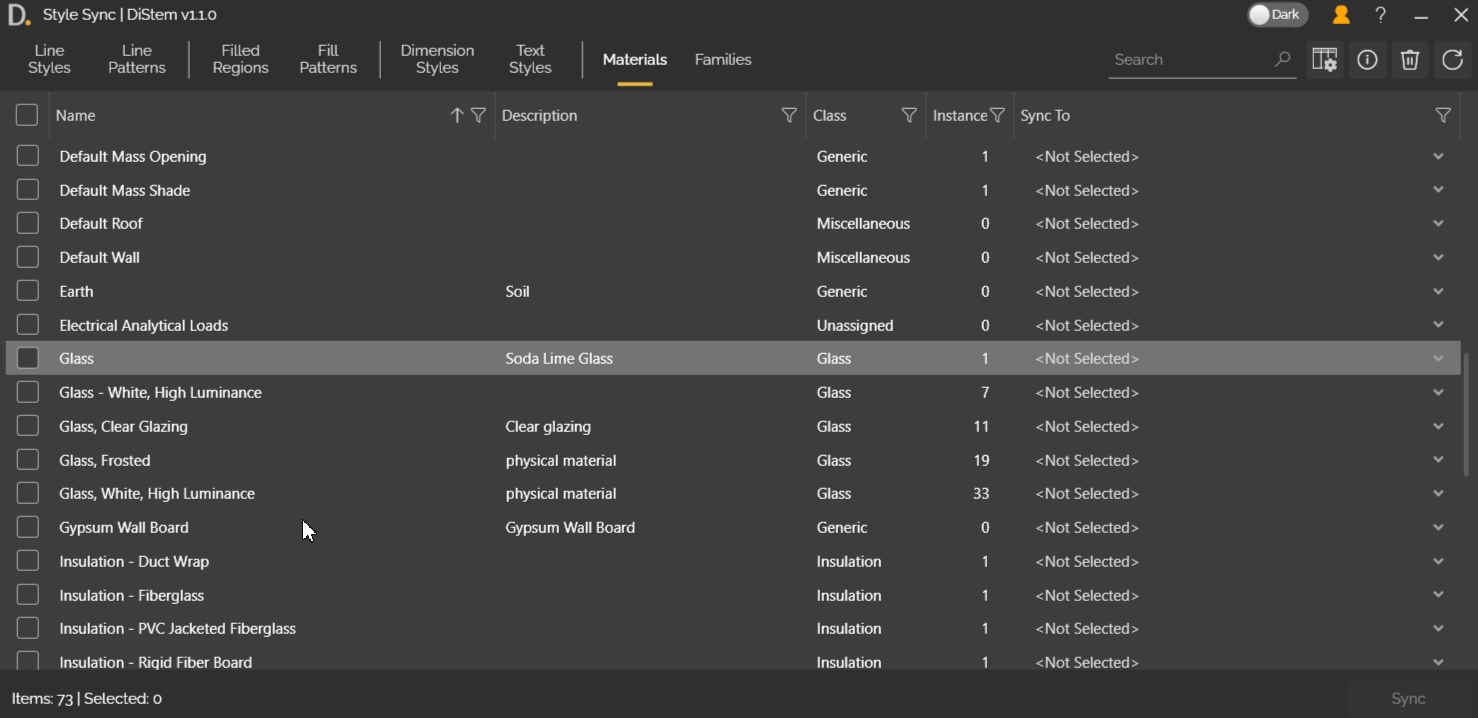 D. Style Sync | DiStem v1.1.0 Dark ?
Line Styles Line Patterns Filled Regions Fill Patterns Dimension Styles Text Styles Materials Families Search
Name Description Class Instance Sync To
Default Mass Opening Generic 1 <Not Selected>
Default Mass Shade Generic 1 <Not Selected>
Default Roof Miscellaneous 0 <Not Selected>
Default Wall Miscellaneous 0 <Not Selected>
Earth Soil Generic 0 <Not Selected>
Electrical Analytical Loads Unassigned 0 <Not Selected>
Glass Soda Lime Glass Glass 1 <Not Selected>
Glass - White, High Luminance Glass 7 <Not Selected>
Glass, Clear Glazing Clear glazing Glass 11 <Not Selected>
Glass, Frosted physical material Glass 19 <Not Selected>
Glass, White, High Luminance physical material Glass 33 <Not Selected>
Gypsum Wall Board Gypsum Wall Board Generic 0 <Not Selected>
Insulation - Duct Wrap Insulation 1 <Not Selected>
Insulation - Fiberglass Insulation 1 <Not Selected>
Insulation - PVC Jacketed Fiberglass Insulation 1 <Not Selected>
Insulation - Rigid Fiber Board Insulation 1 <Not Selected>
Items: 73 | Selected: 0 Sync